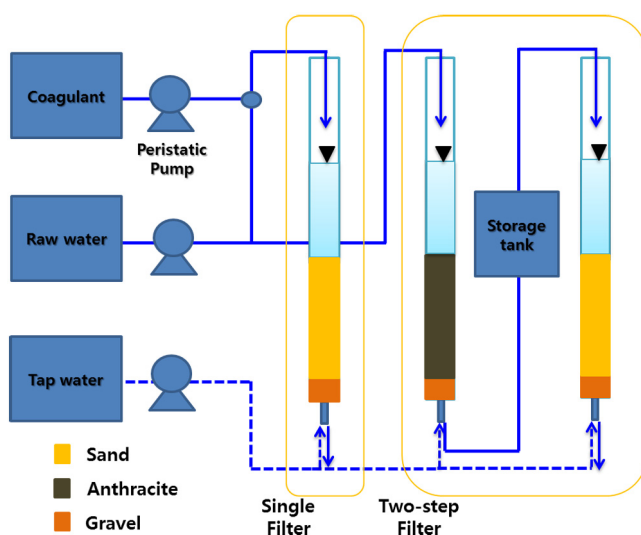 Coagulant
Peristatic
Pump
Raw water
Storage
tank
Tap water
Sand
Anthracite
Gravel
Single
Filter
Two-step
Filter